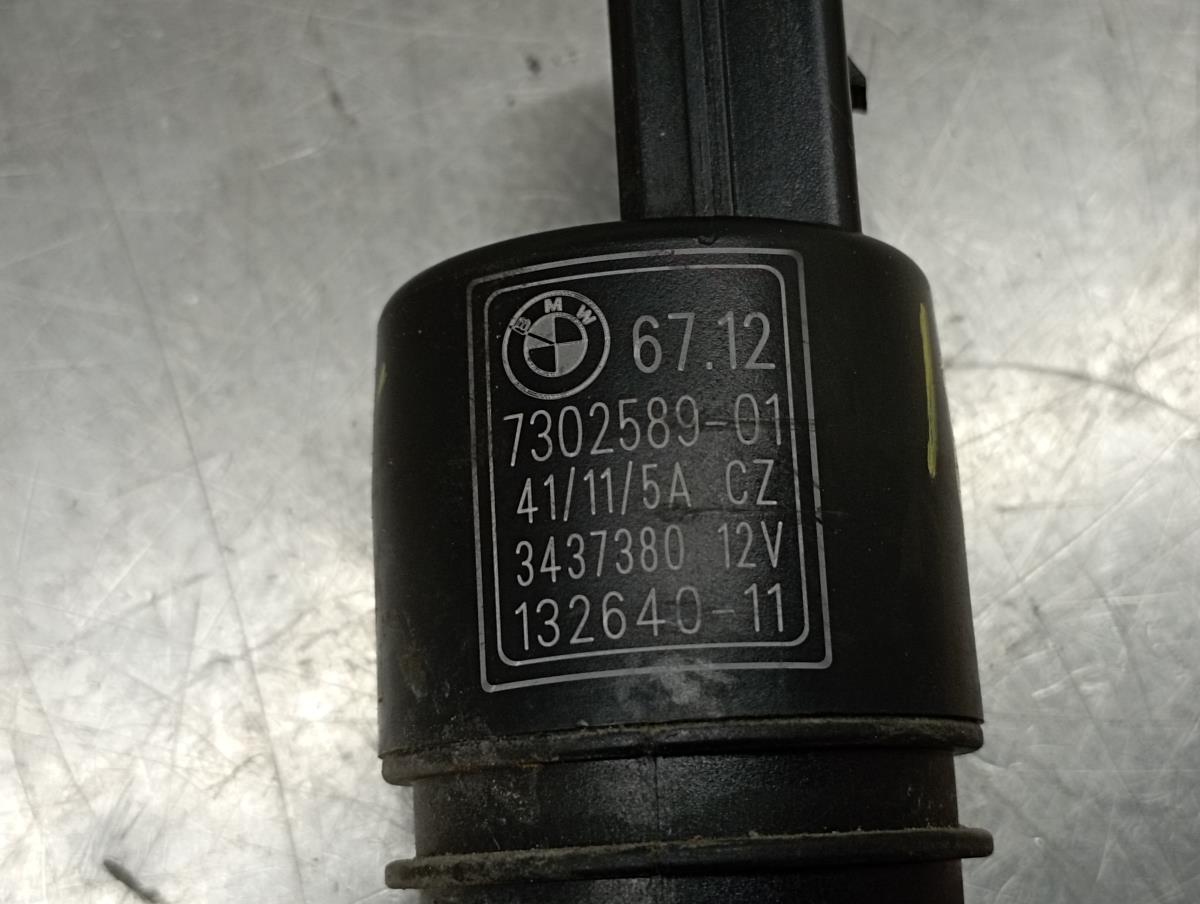 BMW 67.12
7302589-01
41/11/5A CZ
3437380 12V
132640-11